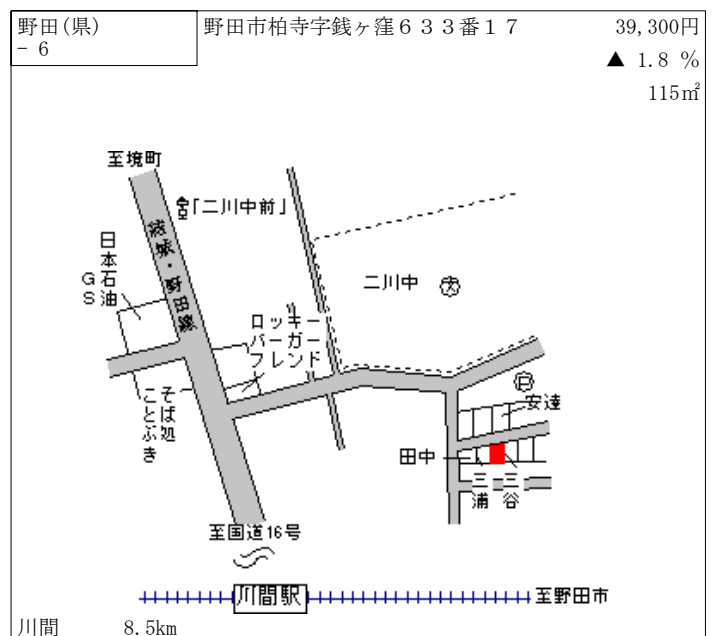 野田(県)
- 6
野田市柏寺字銭ヶ窪６３３番１７
39,300円
▲ 1.8 %
115㎡
至境町
「二川中前」
結城・野田線
日本石油
GS
二川中
文
ロッキー
バーガー
フレンド
そば処
ことぶき
P
安達
田中
三浦
三谷
至国道16号
川間駅
至野田市
川間 8.5km